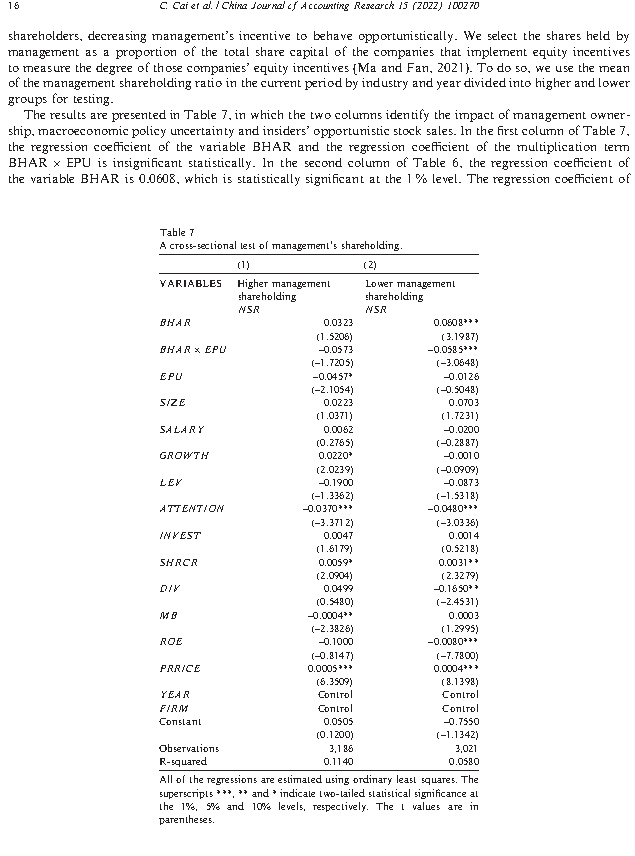 16 C. Cai et al. / China Journal of Accounting Research 15 (2022) 100270
shareholders, decreasing management's incentive to behave opportunistically. We select the shares held by
management as a proportion of the total share capital of the companies that implement equity incentives
to measure the degree of those companies' equity incentives (Ma and Fan, 2021). To do so, we use the mean
of the management shareholding ratio in the current period by industry and year divided into higher and lower
groups for testing.
The results are presented in Table 7, in which the two columns identify the impact of management owner-
ship, macroeconomic policy uncertainty and insiders' opportunistic stock sales. In the first column of Table 7,
the regression coefficient of the variable BHAR and the regression coefficient of the multiplication term
BHAR × EPU is insignificant statistically. In the second column of Table 6, the regression coefficient of
the variable BHAR is 0.0608, which is statistically significant at the 1% level. The regression coefficient of
Table 7
A cross-sectional test of management's shareholding.
(1) (2)
VARIABLES Higher management Lower management
shareholding shareholding
NSR NSR
BHAR 0.0323 0.0608***
(1.5206) (3.1987)
BHAR × EPU −0.0573 −0.0585***
(−1.7205) (−3.0648)
EPU −0.0457* −0.0126
(−2.1054) (−0.5048)
SIZE 0.0223 0.0703
(1.0371) (1.7231)
SALARY 0.0062 −0.0200
(0.2765) (−0.2887)
GROWTH 0.0220* −0.0010
(2.0239) (−0.0909)
LEV −0.1900 −0.0873
(−1.3362) (−1.5318)
ATTENTION −0.0370*** −0.0480***
(−3.3712) (−3.0336)
INVEST 0.0047 0.0014
(1.6179) (0.5218)
SHRCR 0.0059* 0.0031**
(2.0904) (2.3279)
DIV 0.0499 −0.1650**
(0.5480) (−2.4531)
MB −0.0004** 0.0003
(−2.3826) (1.2995)
ROE −0.1000 −0.0080***
(−0.8147) (−7.7800)
PRRICE 0.0005*** 0.0004***
(6.3509) (8.1398)
YEAR Control Control
FIRM Control Control
Constant 0.0505 −0.7550
(0.1200) (−1.1342)
Observations 3,186 3,021
R-squared 0.1140 0.0580
All of the regressions are estimated using ordinary least squares. The
superscripts ***, ** and * indicate two-tailed statistical significance at
the 1%, 5% and 10% levels, respectively. The t values are in
parentheses.